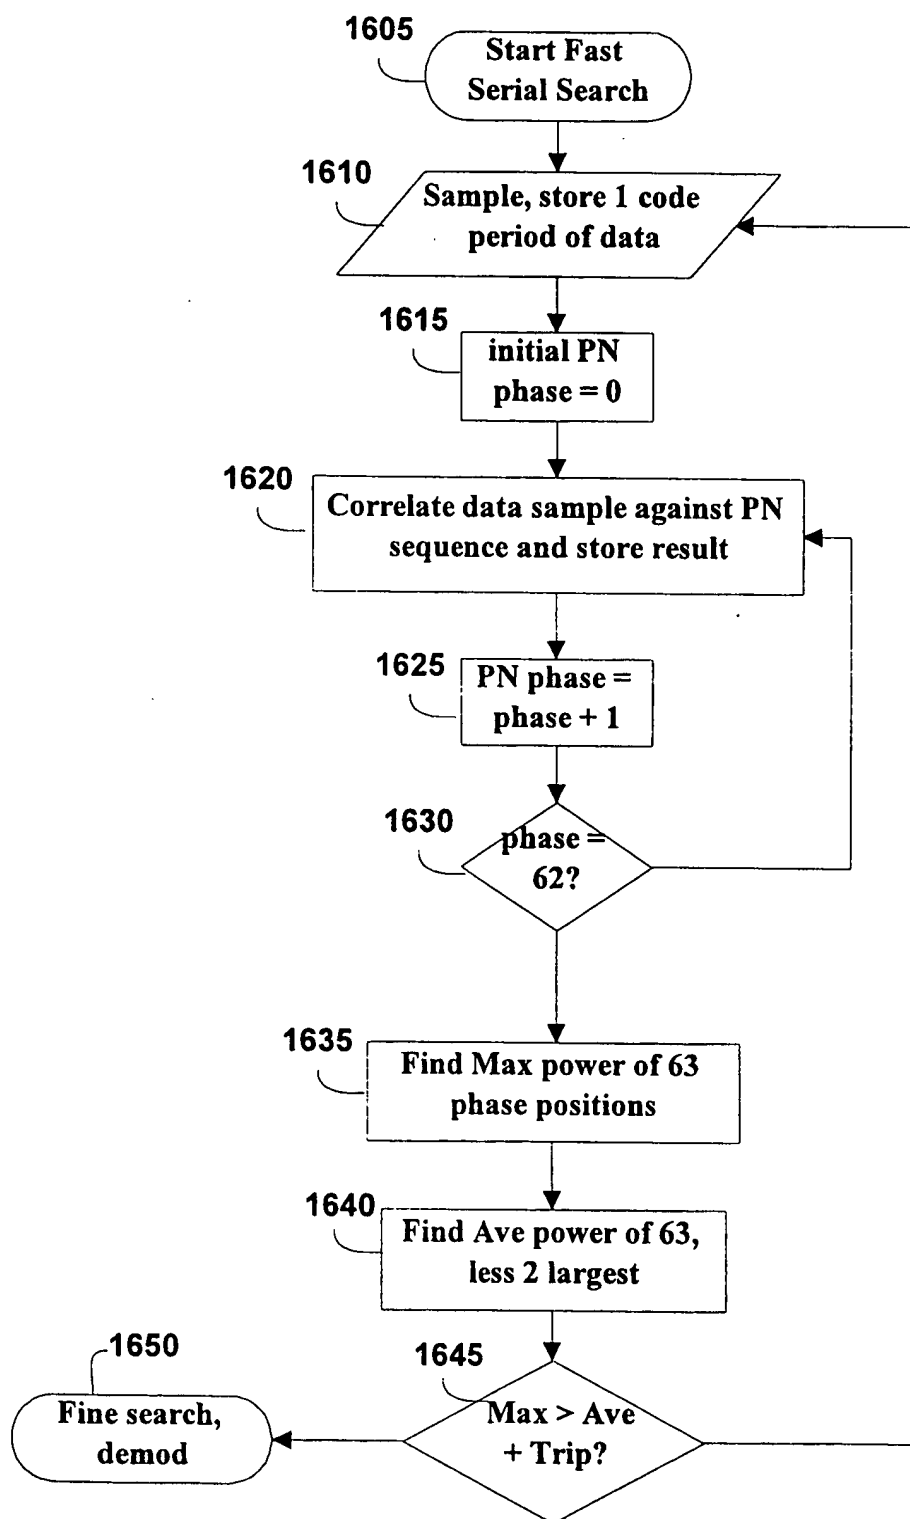 1605
Start Fast
Serial Search
1610
Sample, store 1 code
period of data
1615
initial PN
phase = 0
1620
Correlate data sample against PN
sequence and store result
1625
PN phase =
phase + 1
1630
phase =
62?
1635
Find Max power of 63
phase positions
1640
Find Ave power of 63,
less 2 largest
1650
Fine search,
demod
1645
Max > Ave
+ Trip?